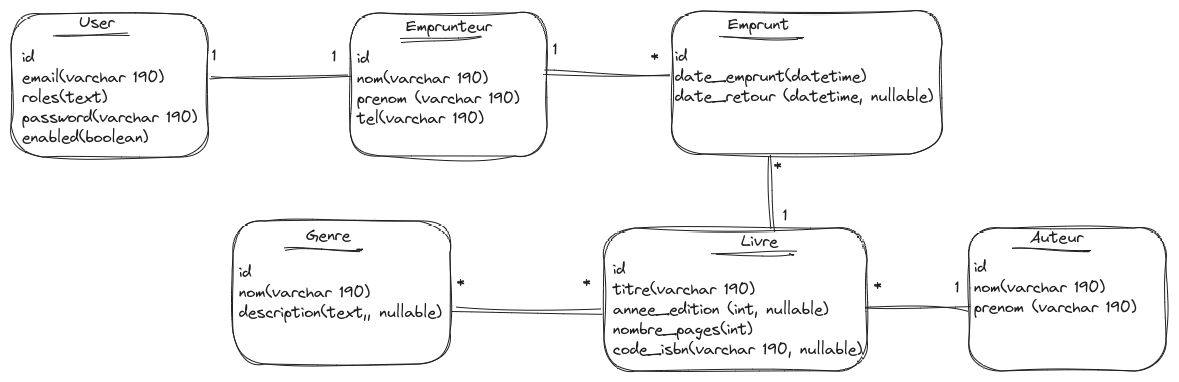 User
id
email(varchar 190)
roles(text)
password(varchar 190)
enabled(boolean)
1
1
Emprunteur
id
nom(varchar 190)
prenom (varchar 190)
tel(varchar 190)
1
*
Emprunt
id
date_emprunt(datetime)
date_retour (datetime, nullable)
*
1
Genre
id
nom(varchar 190)
description(text,, nullable)
*
*
Livre
id
titre(varchar 190)
annee_edition (int, nullable)
nombre_pages(int)
code_isbn(varchar 190, nullable)
*
1
Auteur
id
nom(varchar 190)
prenom (varchar 190)